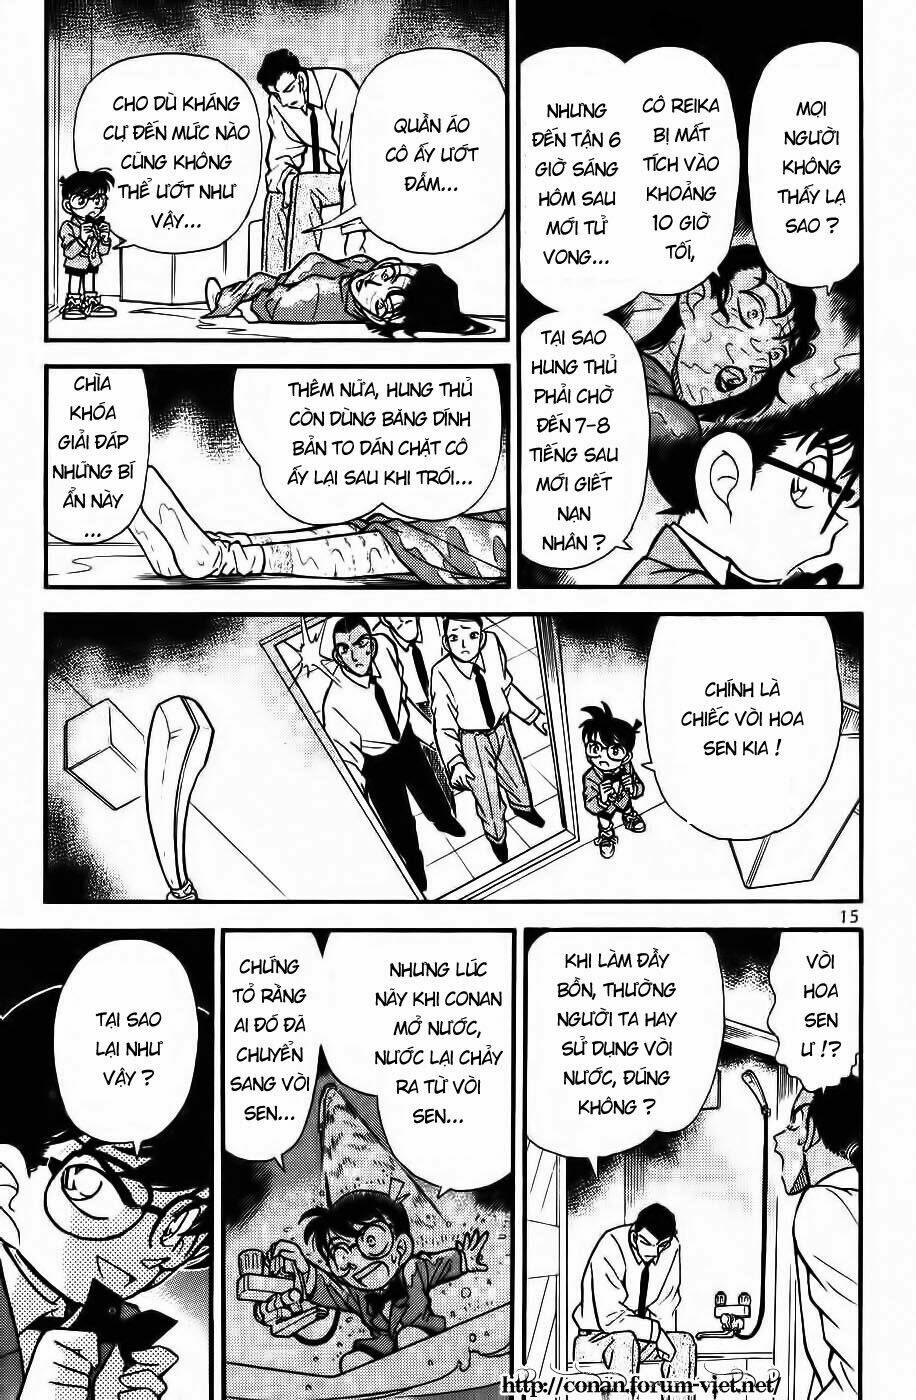 MỌI
NGƯỜI
KHÔNG
THẤY LẠ
SAO ?
CÔ REIKA
BỊ MẤT
TÍCH VÀO
KHOẢNG
10 GIỜ
TỐI,
NHƯNG
ĐẾN TẬN 6
GIỜ SÁNG
HÔM SAU
MỚI TỬ
VONG...
TẠI SAO
HUNG THỦ
PHẢI CHỜ
ĐẾN 7-8
TIẾNG SAU
MỚI GIẾT
NẠN
NHÂN ?
QUẦN ÁO
CÔ ẤY ƯỚT
ĐẪM...
CHO DÙ KHÁNG
CỰ ĐẾN MỨC NÀO
CŨNG KHÔNG
THỂ ƯỚT NHƯ
VẬY...
THÊM NỮA, HUNG THỦ
CÒN DÙNG BĂNG DÍNH
BẢN TO DÁN CHẶT CÔ
ẤY LẠI SAU KHI TRÓI...
CHÌA
KHÓA
GIẢI ĐÁP
NHỮNG BÍ
ẨN NÀY
...
CHÍNH LÀ
CHIẾC VÒI HOA
SEN KIA !
15
VÒI
HOA
SEN
Ư !?
KHI LÀM ĐẦY
BỒN, THƯỜNG
NGƯỜI TA HAY
SỬ DỤNG VÒI
NƯỚC, ĐÚNG
KHÔNG ?
NHƯNG LÚC
NÀY KHI CONAN
MỞ NƯỚC,
NƯỚC LẠI CHẢY
RA TỪ VÒI
SEN...
CHỨNG
TỎ RẰNG
AI ĐÓ ĐÃ
CHUYỂN
SANG VÒI
SEN...
TẠI SAO
LẠI NHƯ
VẬY ?
http://conan.forum-viet.net/